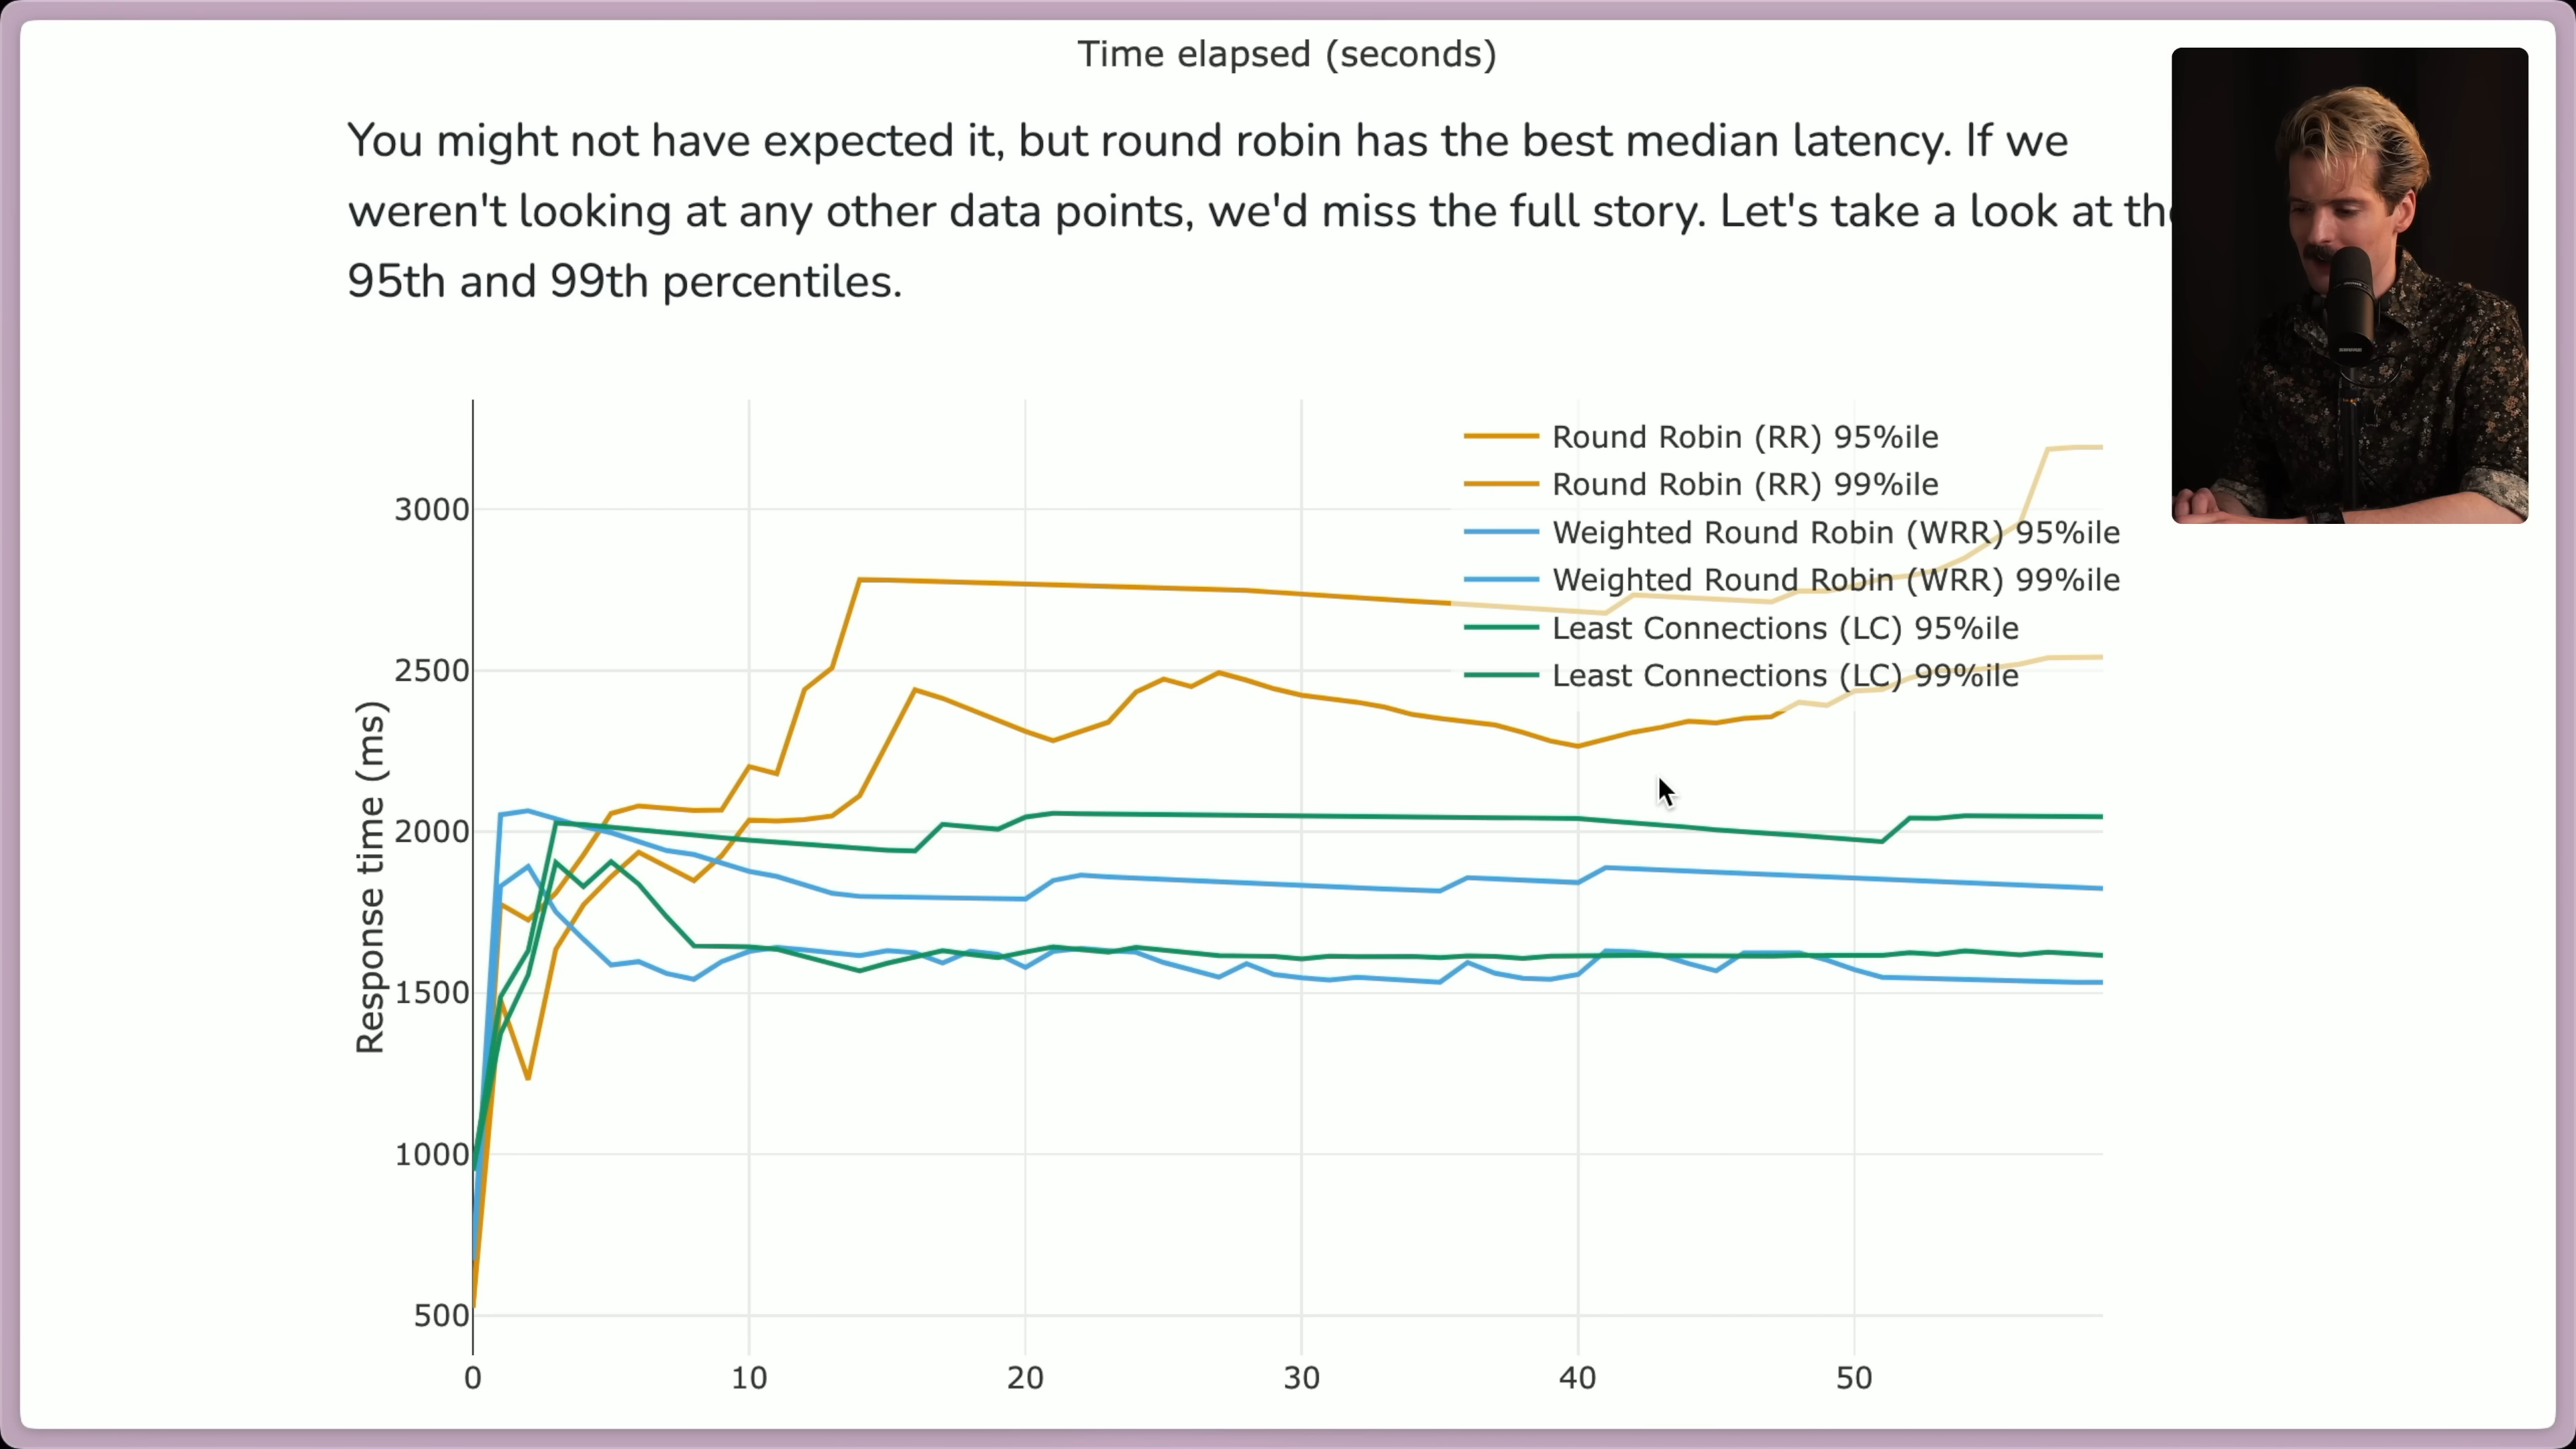 Time elapsed (seconds)
You might not have expected it, but round robin has the best median latency. If we
weren't looking at any other data points, we'd miss the full story. Let's take a look at
95th and 99th percentiles.
Round Robin (RR) 95%ile
Round Robin (RR) 99%ile
Weighted Round Robin (WRR) 95%ile
Weighted Round Robin (WRR) 99%ile
Least Connections (LC) 95%ile
Least Connections (LC) 99%ile
Response time (ms)
3000
2500
2000
1500
1000
500
0 10 20 30 40 50